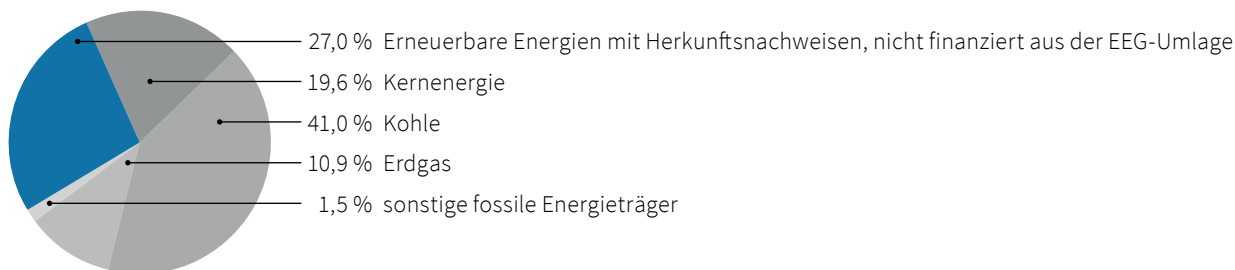 27,0 % Erneuerbare Energien mit Herkunftsnachweisen, nicht finanziert aus der EEG-Umlage
19,6 % Kernenergie
41,0 % Kohle
10,9 % Erdgas
1,5 % sonstige fossile Energieträger